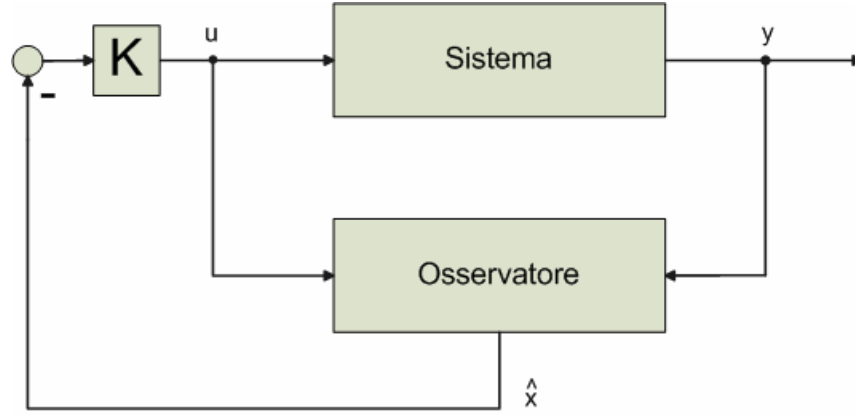 K
u
Sistema
y
-
Osservatore
x̂